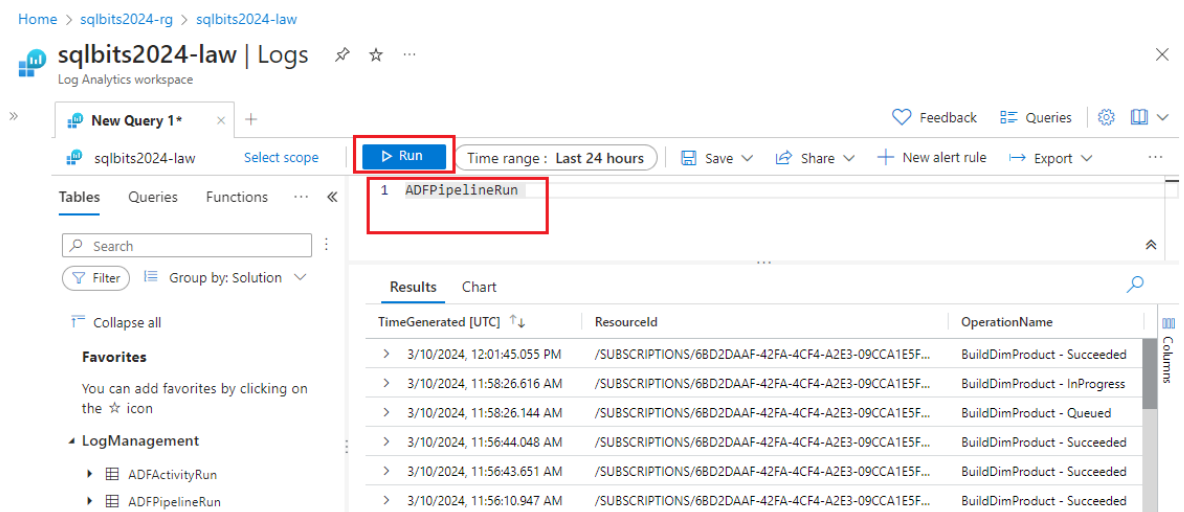 Home > sqlbits2024-rg > sqlbits2024-law
sqlbits2024-law | Logs
Log Analytics workspace
New Query 1*
Feedback
Queries
sqlbits2024-law
Select scope
Run
Time range : Last 24 hours
Save
Share
New alert rule
Export
Tables
Queries
Functions
1 ADFPipelineRun
Search
Filter
Group by: Solution
Collapse all
Favorites
You can add favorites by clicking on
the ☆ icon
LogManagement
ADFActivityRun
ADFPipelineRun
Results
Chart
TimeGenerated [UTC] ResourceId OperationName
3/10/2024, 12:01:45.055 PM /SUBSCRIPTIONS/6BD2DAAF-42FA-4CF4-A2E3-09CCA1E5F... BuildDimProduct - Succeeded
3/10/2024, 11:58:26.616 AM /SUBSCRIPTIONS/6BD2DAAF-42FA-4CF4-A2E3-09CCA1E5F... BuildDimProduct - InProgress
3/10/2024, 11:58:26.144 AM /SUBSCRIPTIONS/6BD2DAAF-42FA-4CF4-A2E3-09CCA1E5F... BuildDimProduct - Queued
3/10/2024, 11:56:44.048 AM /SUBSCRIPTIONS/6BD2DAAF-42FA-4CF4-A2E3-09CCA1E5F... BuildDimProduct - Succeeded
3/10/2024, 11:56:43.651 AM /SUBSCRIPTIONS/6BD2DAAF-42FA-4CF4-A2E3-09CCA1E5F... BuildDimProduct - Succeeded
3/10/2024, 11:56:10.947 AM /SUBSCRIPTIONS/6BD2DAAF-42FA-4CF4-A2E3-09CCA1E5F... BuildDimProduct - Succeeded
Columns